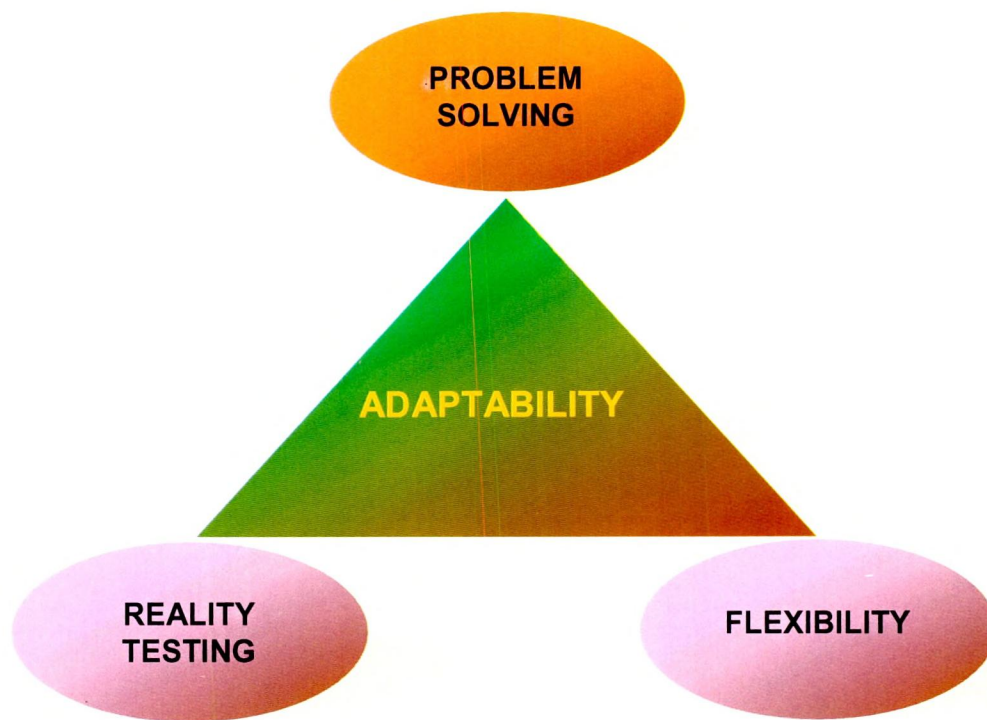 PROBLEM
SOLVING
ADAPTABILITY
REALITY
TESTING
FLEXIBILITY